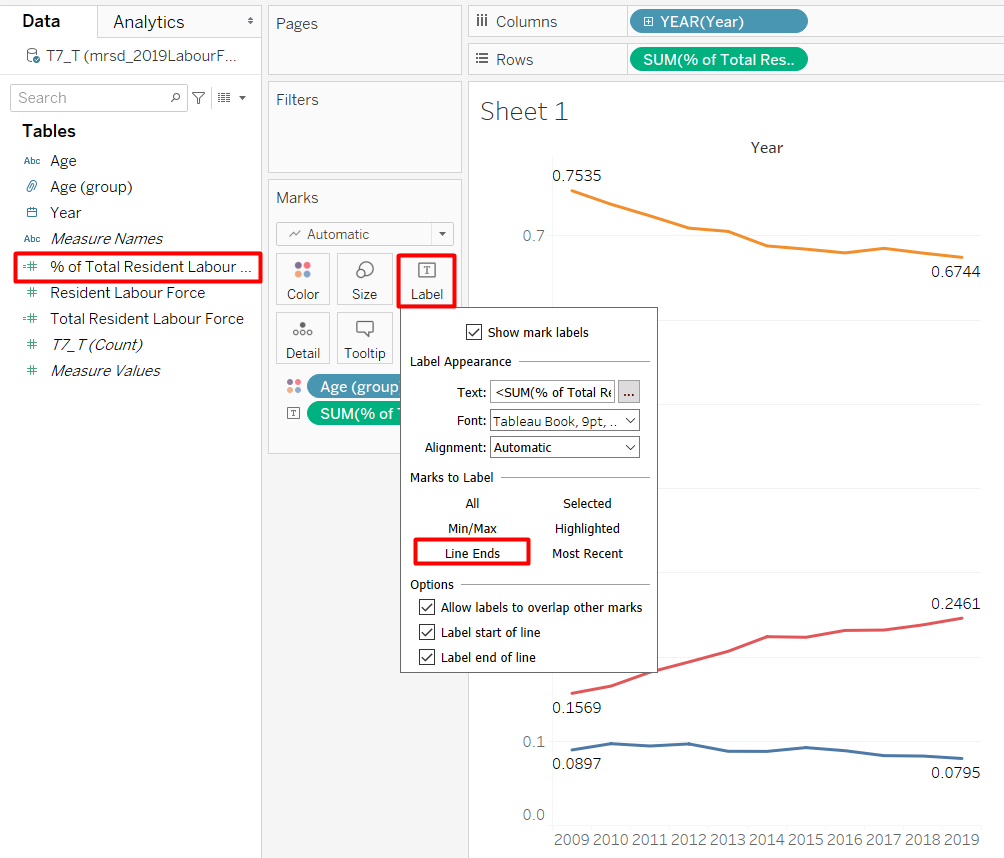 Data
Analytics
T7_T (mrsd_2019LabourF...
Search
Tables
Abc Age
Age (group)
Year
Abc Measure Names
% of Total Resident Labour ...
Resident Labour Force
Total Resident Labour Force
T7_T (Count)
Measure Values
Pages
Filters
Marks
Automatic
Color Size Label
Detail Tooltip
Age (group
SUM(% of T
Show mark labels
Label Appearance
Text: <SUM(% of Total Re ...
Font: Tableau Book, 9pt, ..
Alignment: Automatic
Marks to Label
All Selected
Min/Max Highlighted
Line Ends Most Recent
Options
Allow labels to overlap other marks
Label start of line
Label end of line
Columns YEAR(Year)
Rows SUM(% of Total Res..
Sheet 1
Year
0.7535
0.7
0.6744
0.2461
0.1569
0.1
0.0897
0.0795
0.0
2009 2010 2011 2012 2013 2014 2015 2016 2017 2018 2019